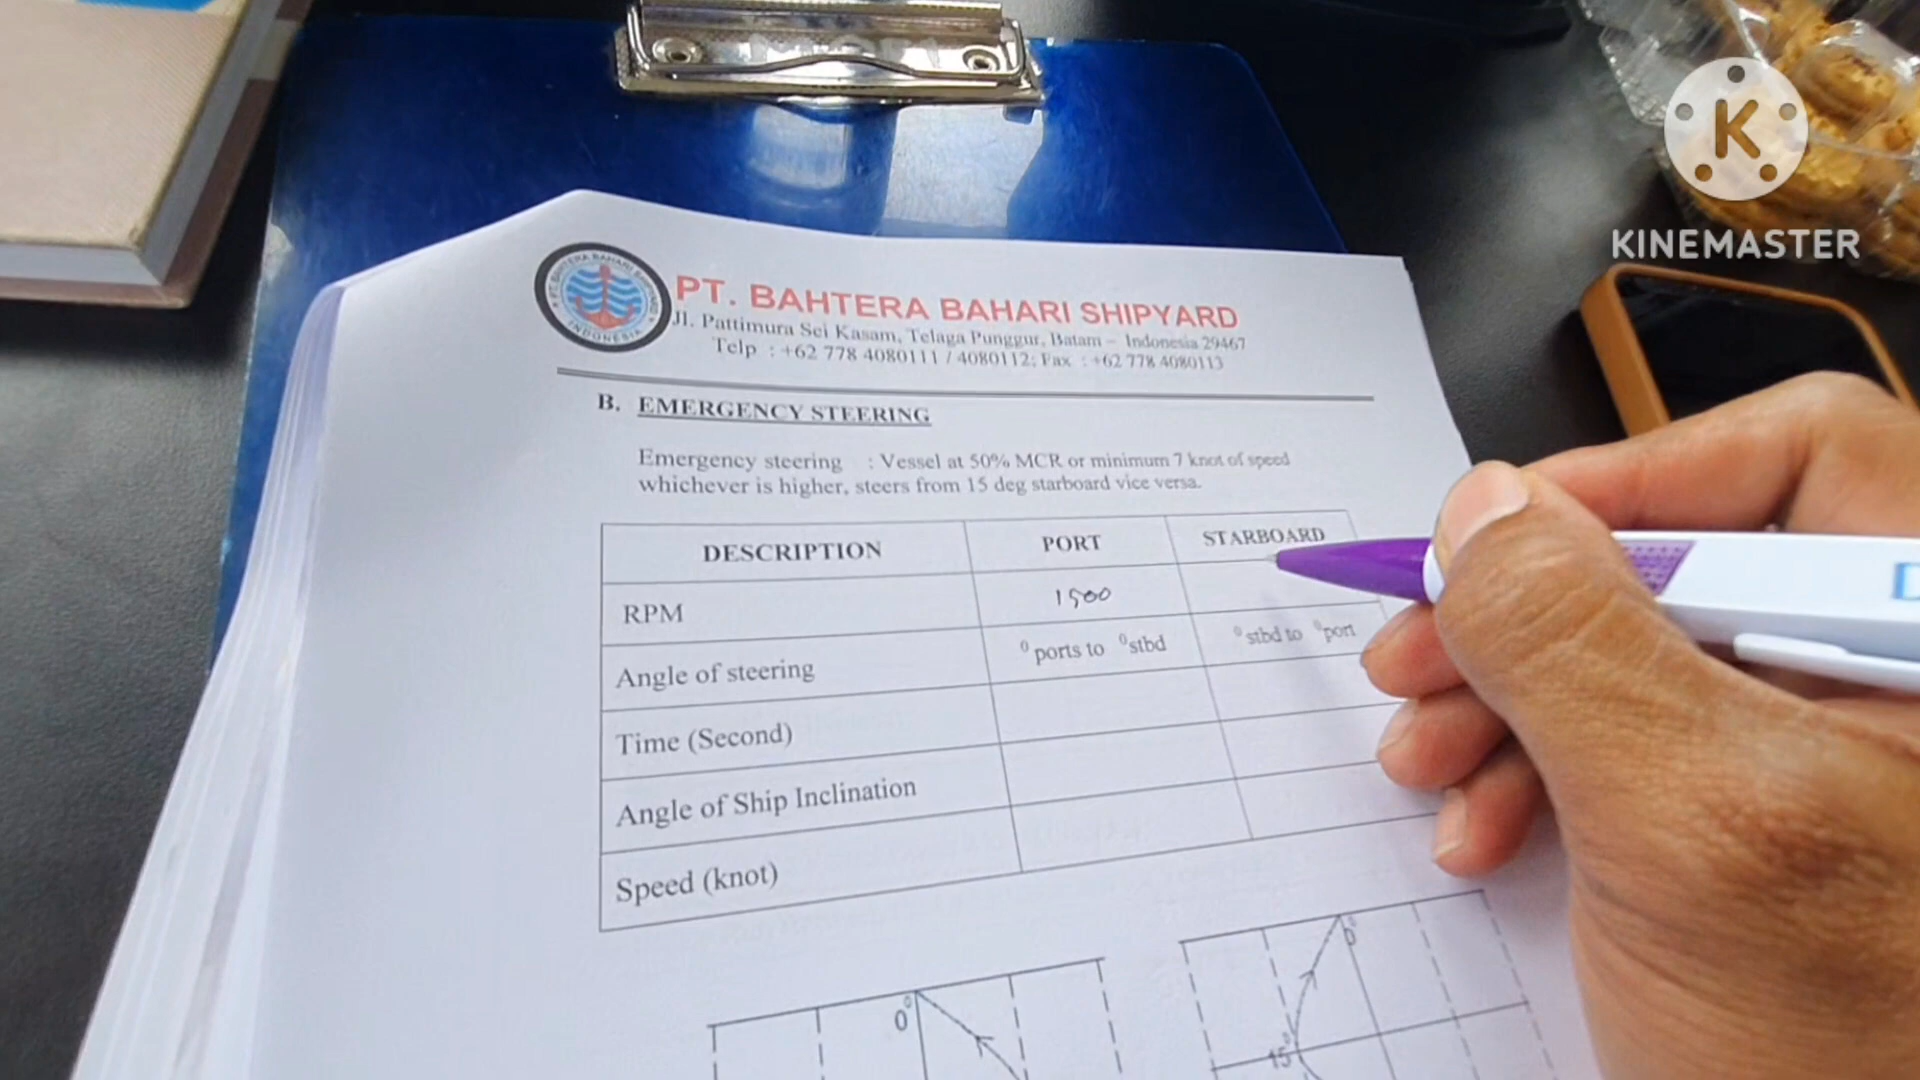 KINEMASTER
PT. BAHTERA BAHARI SHIPYARD
Jl. Pattimura Sei Kasam, Telaga Punggur, Batam – Indonesia 29467
Telp : +62 778 4080111 / 4080112; Fax : +62 778 4080113
B. EMERGENCY STEERING
Emergency steering : Vessel at 50% MCR or minimum 7 knot of speed
whichever is higher, steers from 15 deg starboard vice versa.
DESCRIPTION PORT STARBOARD
RPM 1500
Angle of steering ⁰ ports to ⁰stbd ⁰ stbd to ⁰port
Time (Second)
Angle of Ship Inclination
Speed (knot)
0°
0°
15°